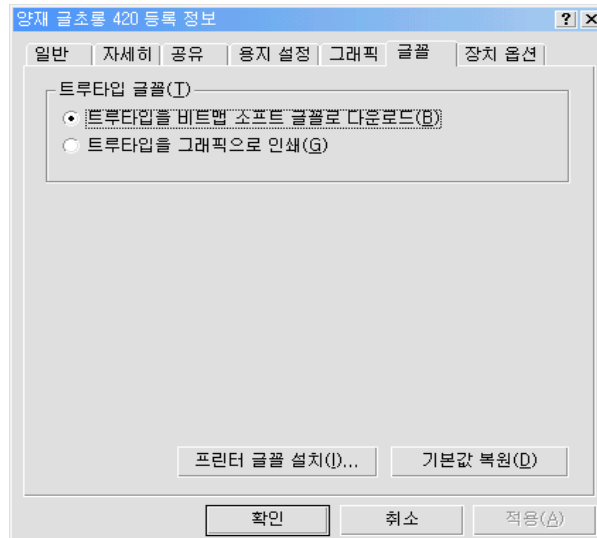 양재 글초롱 420 등록 정보
일반 자세히 공유 용지 설정 그래픽 글꼴 장치 옵션
트루타입 글꼴(T)
트루타입을 비트맵 소프트 글꼴로 다운로드(B)
트루타입을 그래픽으로 인쇄(G)
프린터 글꼴 설치(I)... 기본값 복원(D)
확인 취소 적용(A)